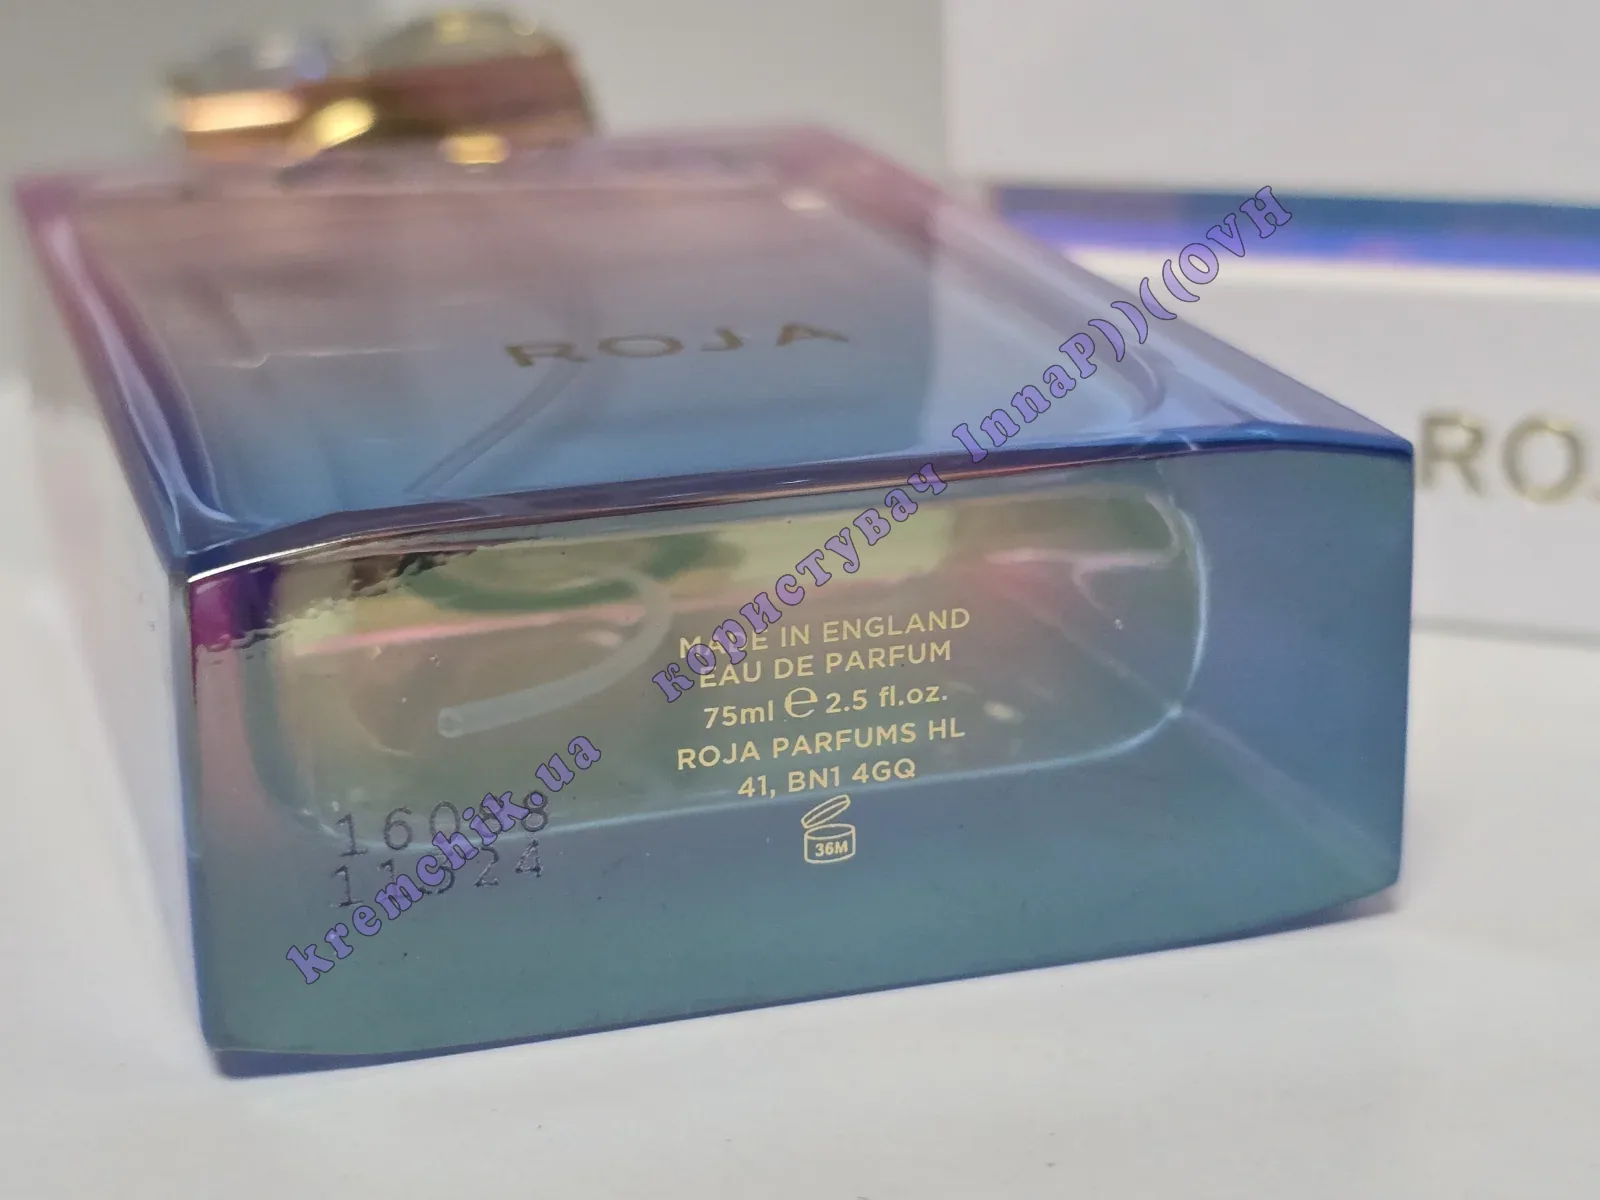 ROJA
ROJ
MADE IN ENGLAND
EAU DE PARFUM
75ml e 2.5 fl.oz.
ROJA PARFUMS HL
41, BN1 4GQ
36M
kremchik.ua користувач InnaP))((OVH